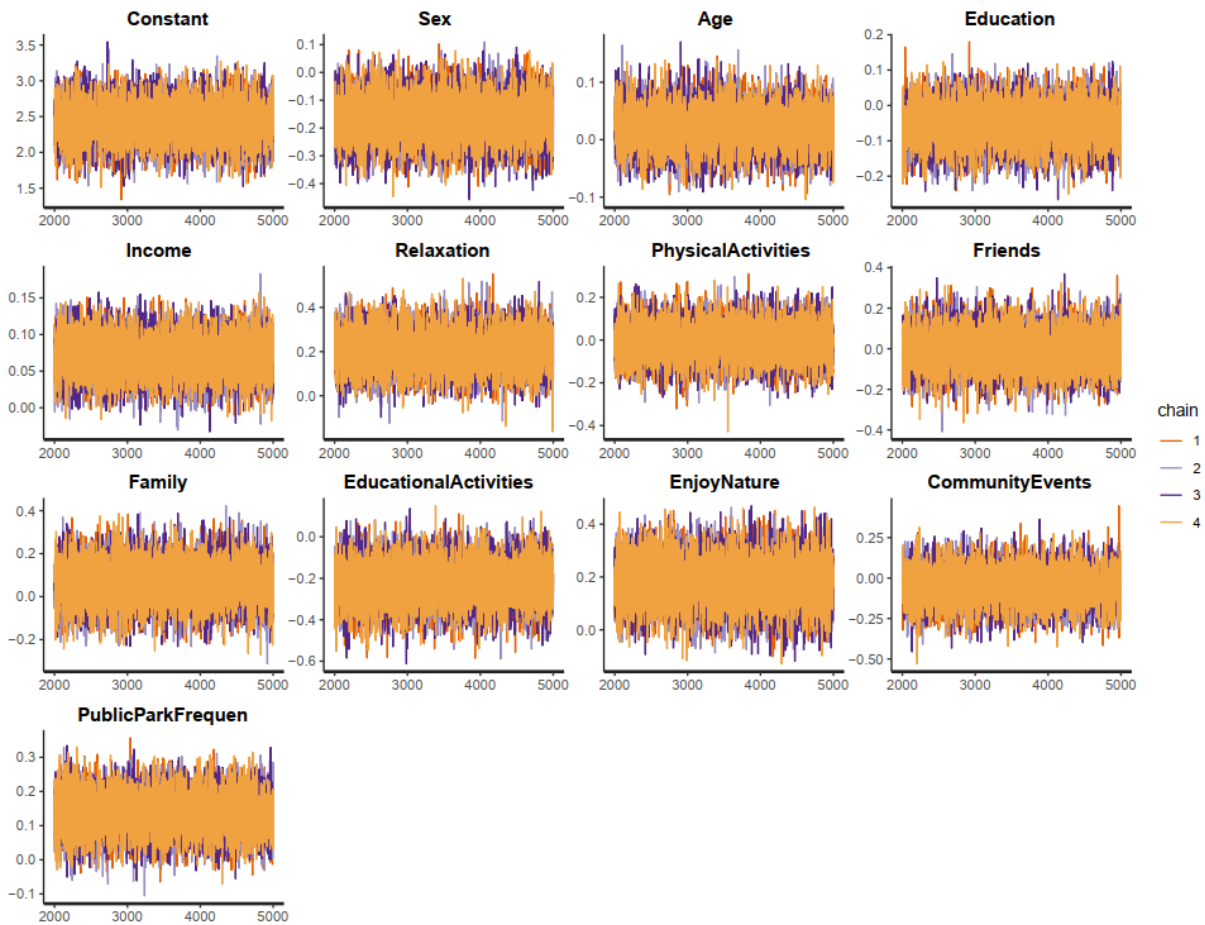 Constant
Sex
Age
Education
3.5
3.0
2.5
2.0
1.5
2000 3000 4000 5000
0.1
0.0
−0.1
−0.2
−0.3
−0.4
2000 3000 4000 5000
0.1
0.0
−0.1
2000 3000 4000 5000
0.2
0.1
0.0
−0.1
−0.2
2000 3000 4000 5000
Income
Relaxation
PhysicalActivities
Friends
0.15
0.10
0.05
0.00
2000 3000 4000 5000
0.4
0.2
0.0
2000 3000 4000 5000
0.2
0.0
−0.2
−0.4
2000 3000 4000 5000
0.4
0.2
0.0
−0.2
−0.4
2000 3000 4000 5000
Family
EducationalActivities
EnjoyNature
CommunityEvents
0.4
0.2
0.0
−0.2
2000 3000 4000 5000
0.0
−0.2
−0.4
−0.6
2000 3000 4000 5000
0.4
0.2
0.0
2000 3000 4000 5000
0.25
0.00
−0.25
−0.50
2000 3000 4000 5000
PublicParkFrequen
0.3
0.2
0.1
0.0
−0.1
2000 3000 4000 5000
chain
1
2
3
4